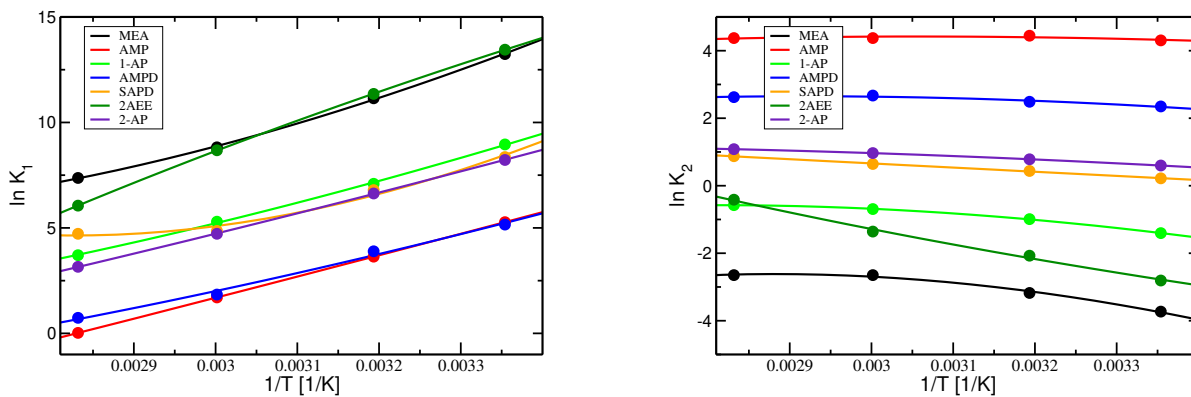 15
10
5
0
ln K1
MEA
AMP
1-AP
AMPD
SAPD
2AEE
2-AP
0.0029 0.003 0.0031 0.0032 0.0033
1/T [1/K]
4
2
0
-2
-4
ln K2
MEA
AMP
1-AP
AMPD
SAPD
2AEE
2-AP
0.0029 0.003 0.0031 0.0032 0.0033
1/T [1/K]